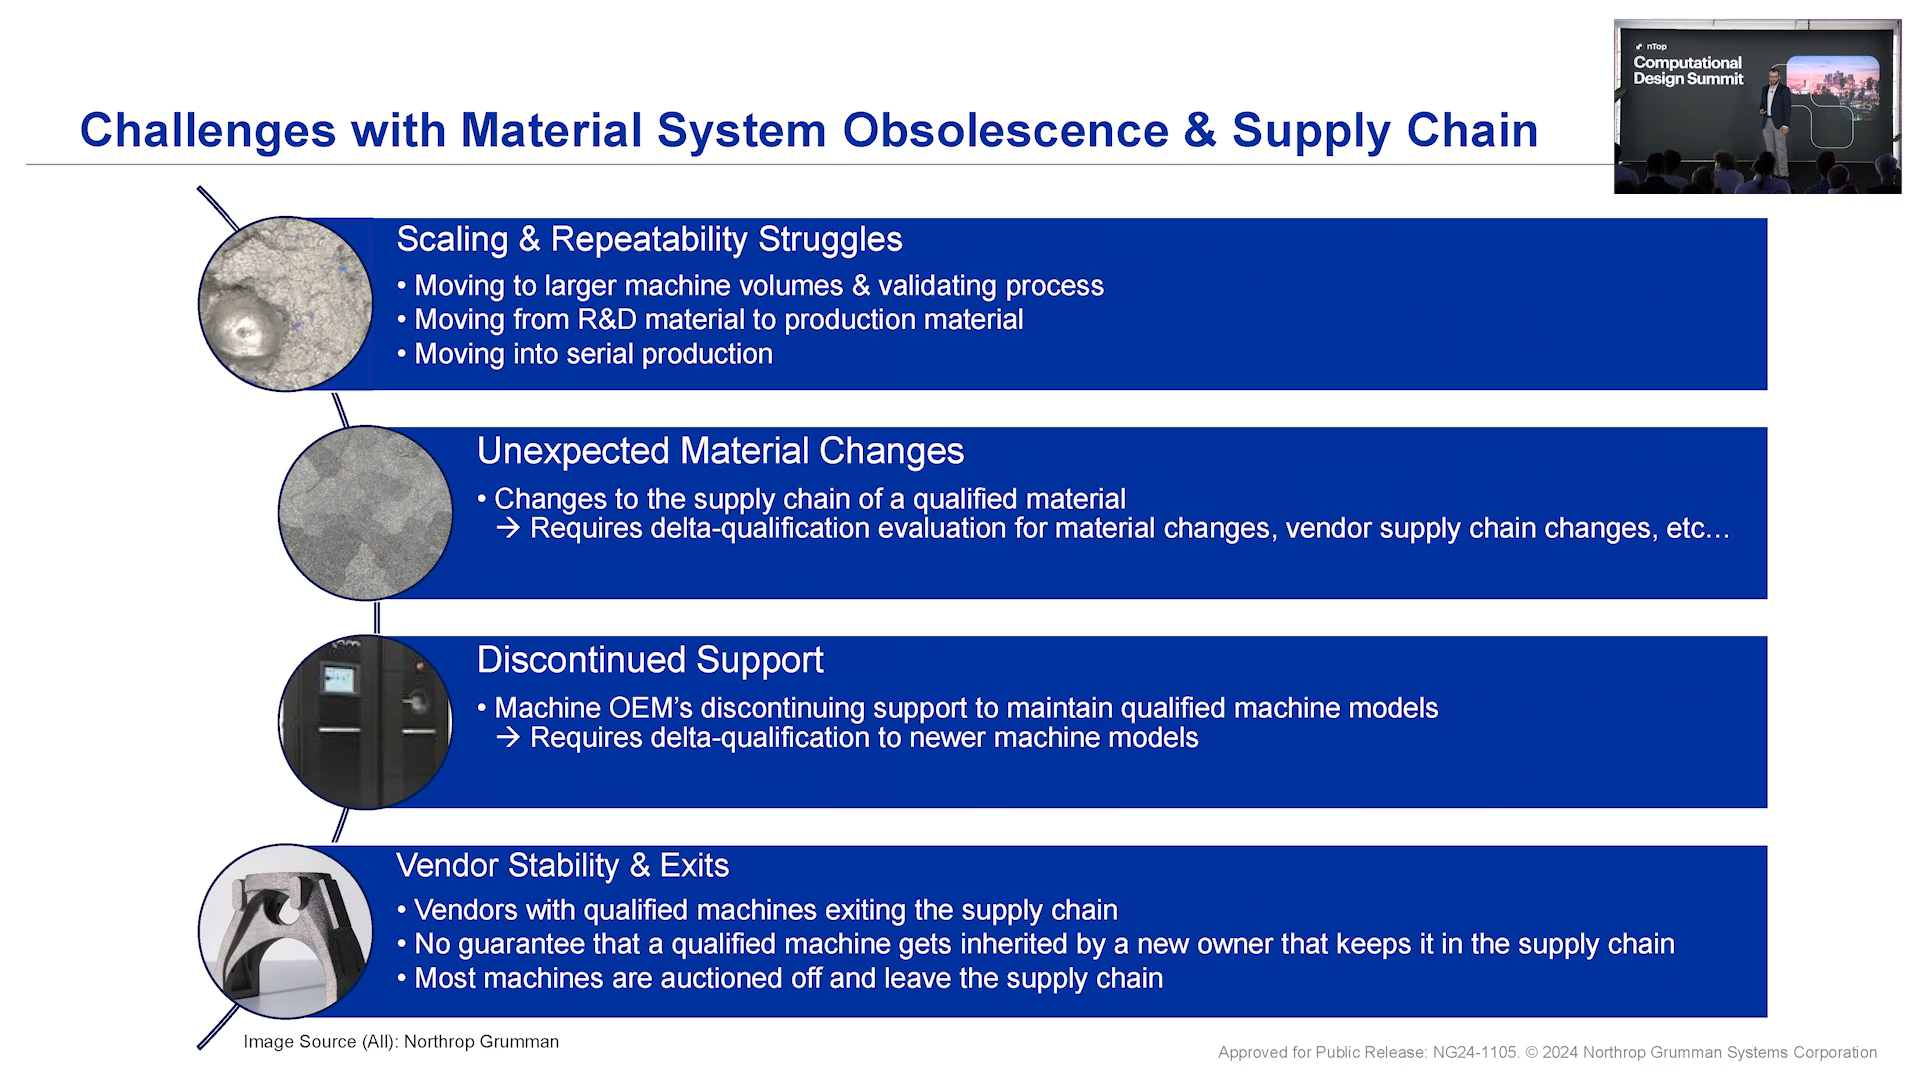 nTop
Computational
Design Summit
Challenges with Material System Obsolescence & Supply Chain
Scaling & Repeatability Struggles
• Moving to larger machine volumes & validating process
• Moving from R&D material to production material
• Moving into serial production
Unexpected Material Changes
• Changes to the supply chain of a qualified material
→ Requires delta-qualification evaluation for material changes, vendor supply chain changes, etc…
Discontinued Support
• Machine OEM’s discontinuing support to maintain qualified machine models
→ Requires delta-qualification to newer machine models
Vendor Stability & Exits
• Vendors with qualified machines exiting the supply chain
• No guarantee that a qualified machine gets inherited by a new owner that keeps it in the supply chain
• Most machines are auctioned off and leave the supply chain
Image Source (All): Northrop Grumman
Approved for Public Release: NG24-1105. © 2024 Northrop Grumman Systems Corporation